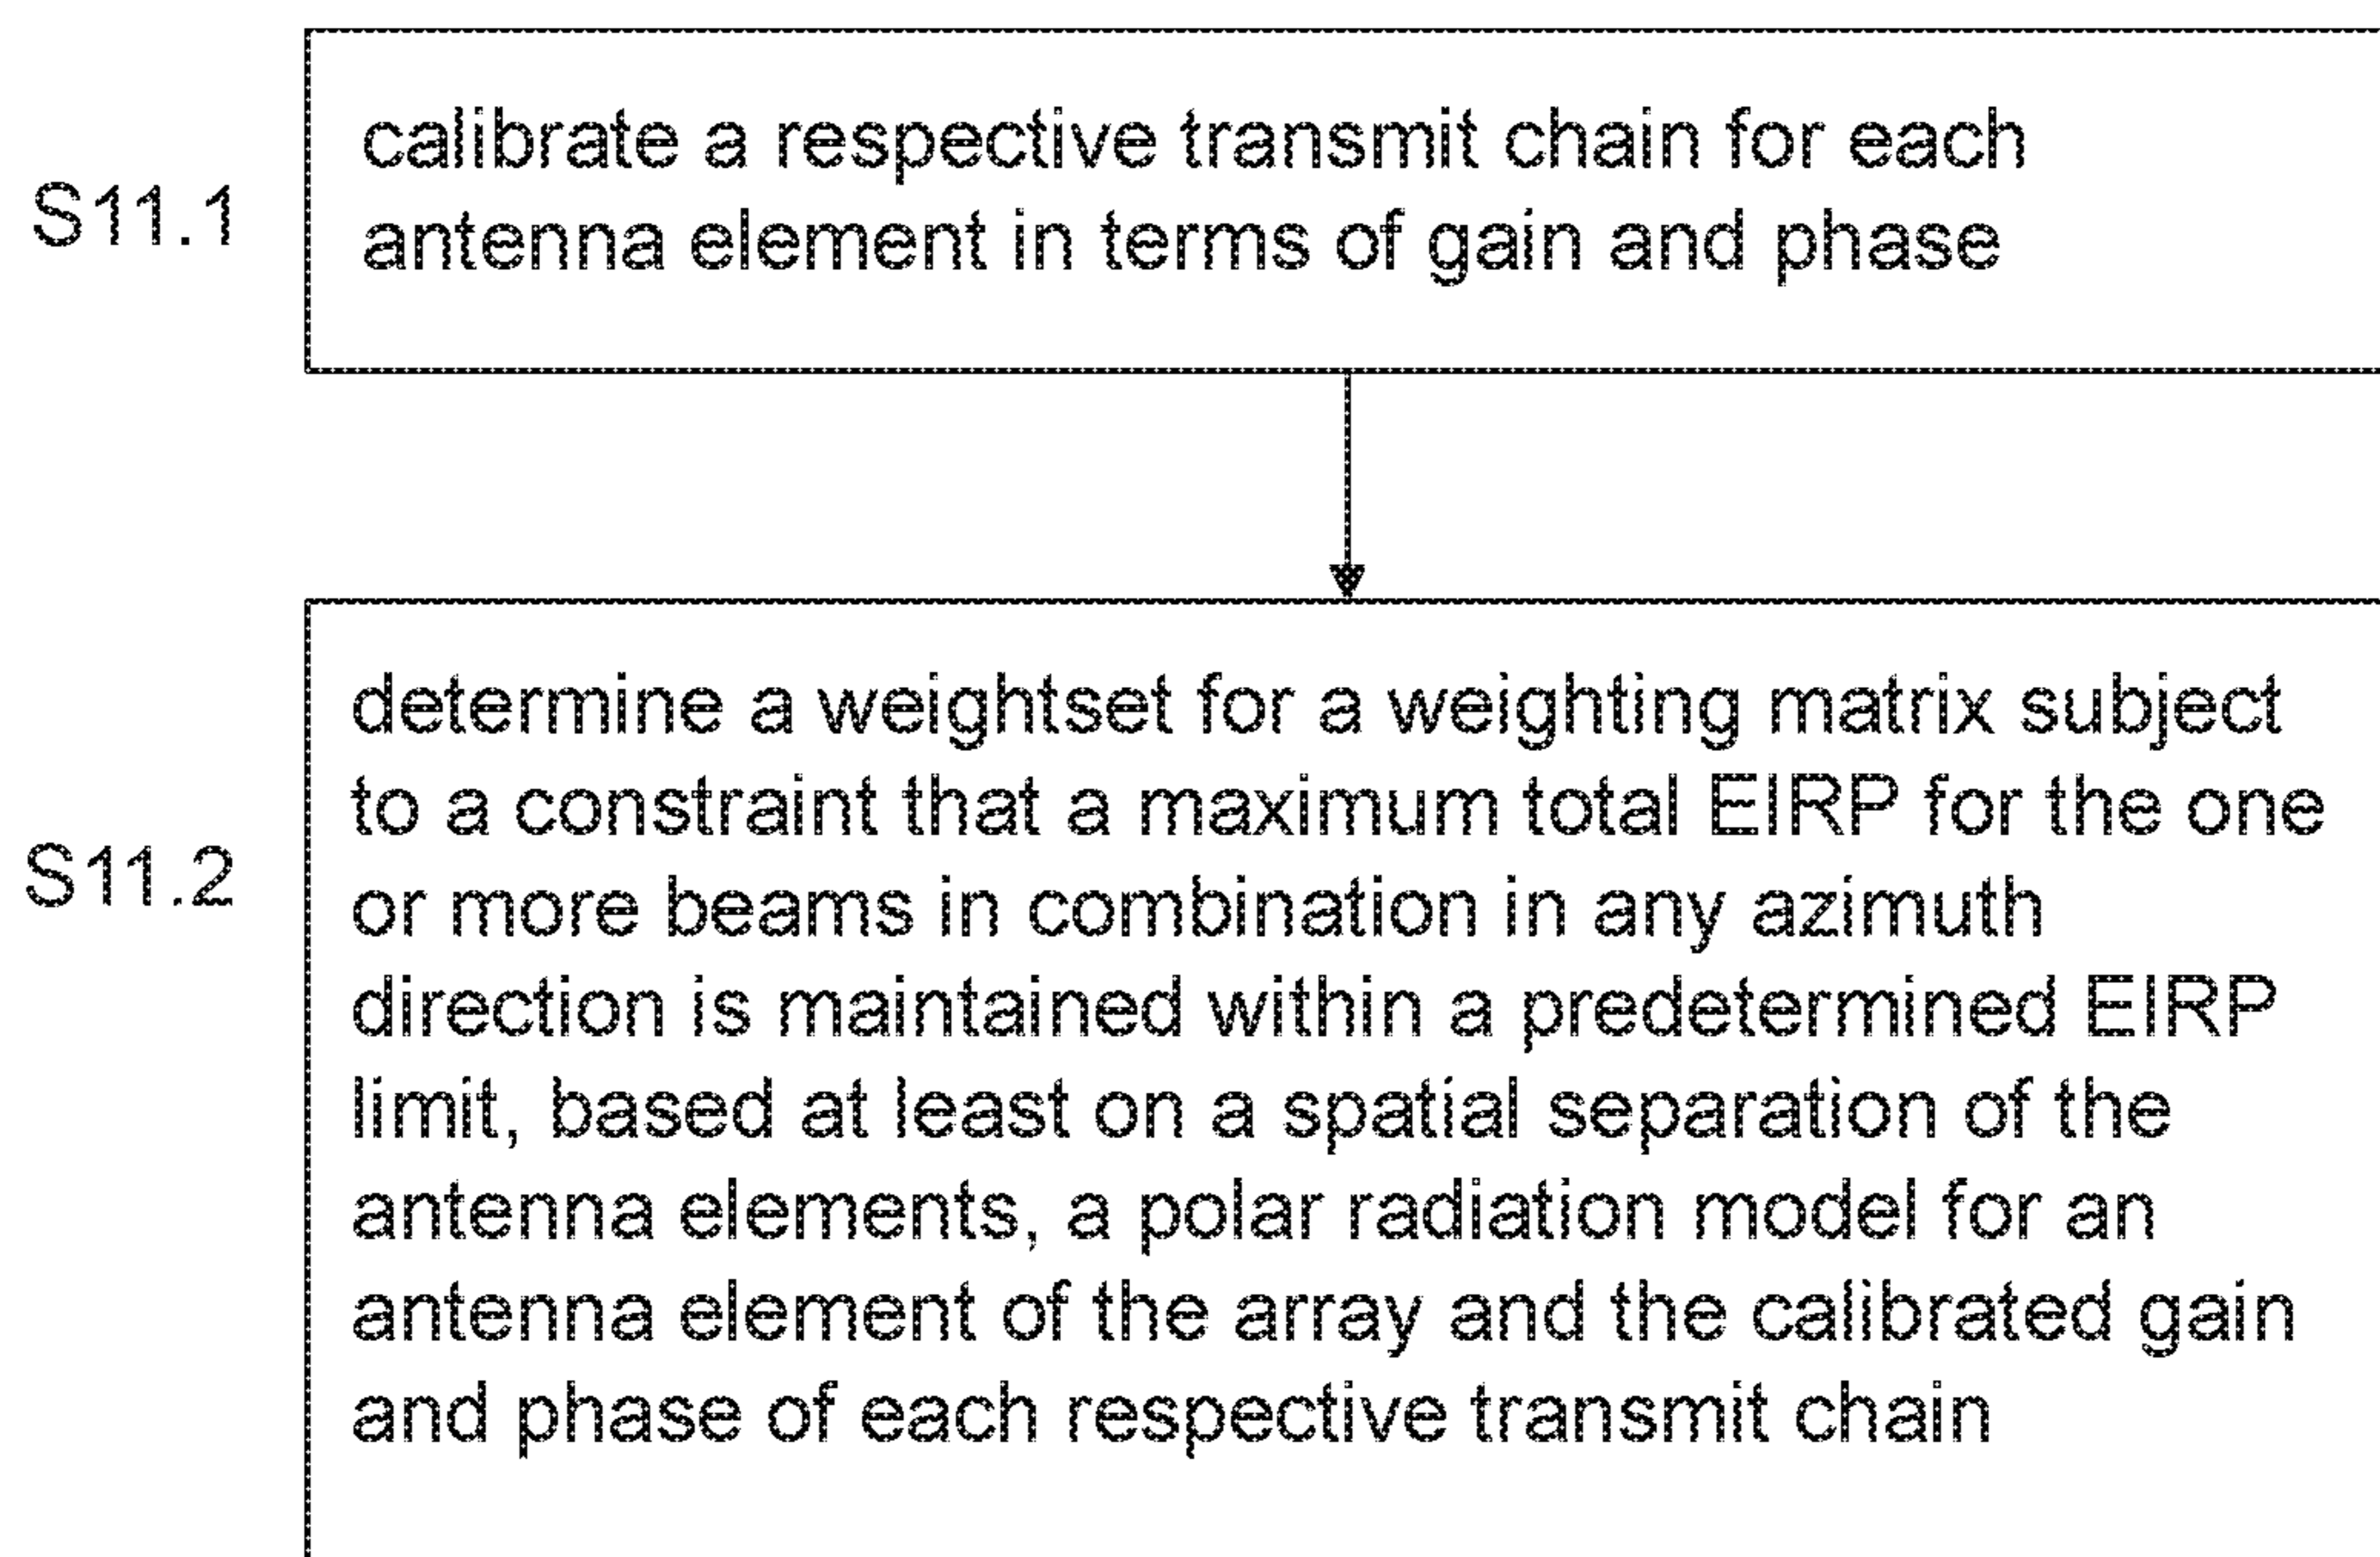 S11.1
calibrate a respective transmit chain for each
antenna element in terms of gain and phase
S11.2
determine a weightset for a weighting matrix subject
to a constraint that a maximum total EIRP for the one
or more beams in combination in any azimuth
direction is maintained within a predetermined EIRP
limit, based at least on a spatial separation of the
antenna elements, a polar radiation model for an
antenna element of the array and the calibrated gain
and phase of each respective transmit chain